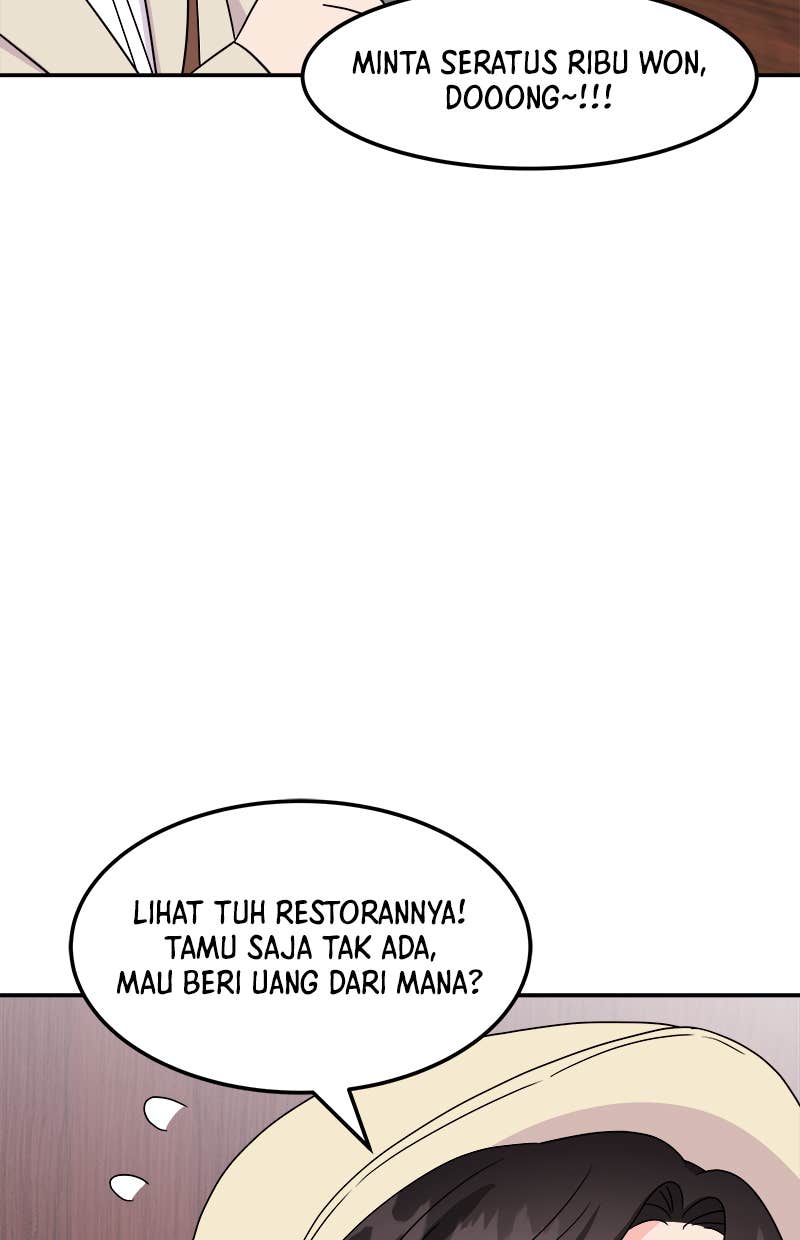 MINTA SERATUS RIBU WON,
DOOONG~!!!
LIHAT TUH RESTORANNYA!
TAMU SAJA TAK ADA,
MAU BERI UANG DARI MANA?